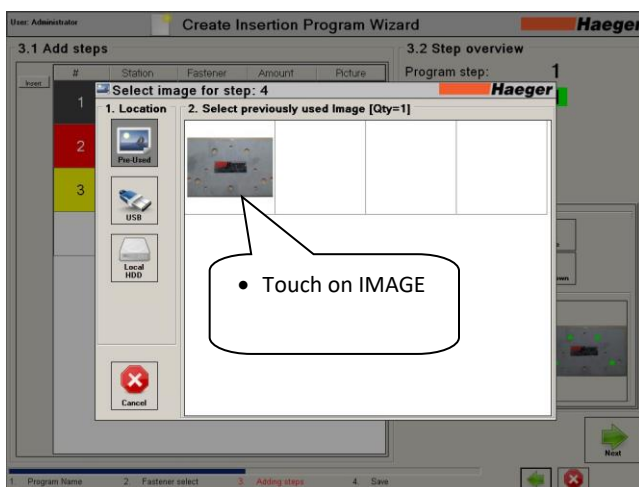 User: Administrator
Create Insertion Program Wizard
Haeger
3.1 Add steps
3.2 Step overview
Insert
# Station Fastener Amount Picture
Program step: 1
1
2
3
Select image for step: 4
Haeger
1. Location
2. Select previously used Image [Qty=1]
Pre-Used
USB
Local
HDD
Cancel
• Touch on IMAGE
Next
1. Program Name 2. Fastener select 3. Adding steps 4. Save